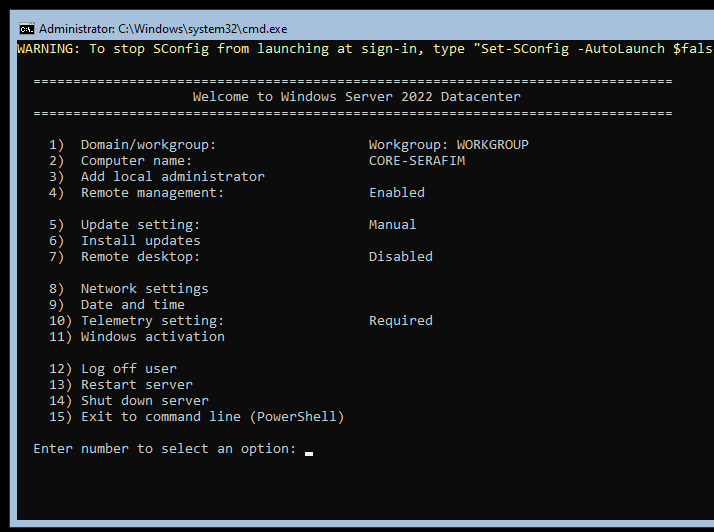 Administrator: C:\Windows\system32\cmd.exe
WARNING: To stop SConfig from launching at sign-in, type "Set-SConfig -AutoLaunch $fals
================================================================================
Welcome to Windows Server 2022 Datacenter
================================================================================
1) Domain/workgroup: Workgroup: WORKGROUP
2) Computer name: CORE-SERAFIM
3) Add local administrator
4) Remote management: Enabled
5) Update setting: Manual
6) Install updates
7) Remote desktop: Disabled
8) Network settings
9) Date and time
10) Telemetry setting: Required
11) Windows activation
12) Log off user
13) Restart server
14) Shut down server
15) Exit to command line (PowerShell)
Enter number to select an option: